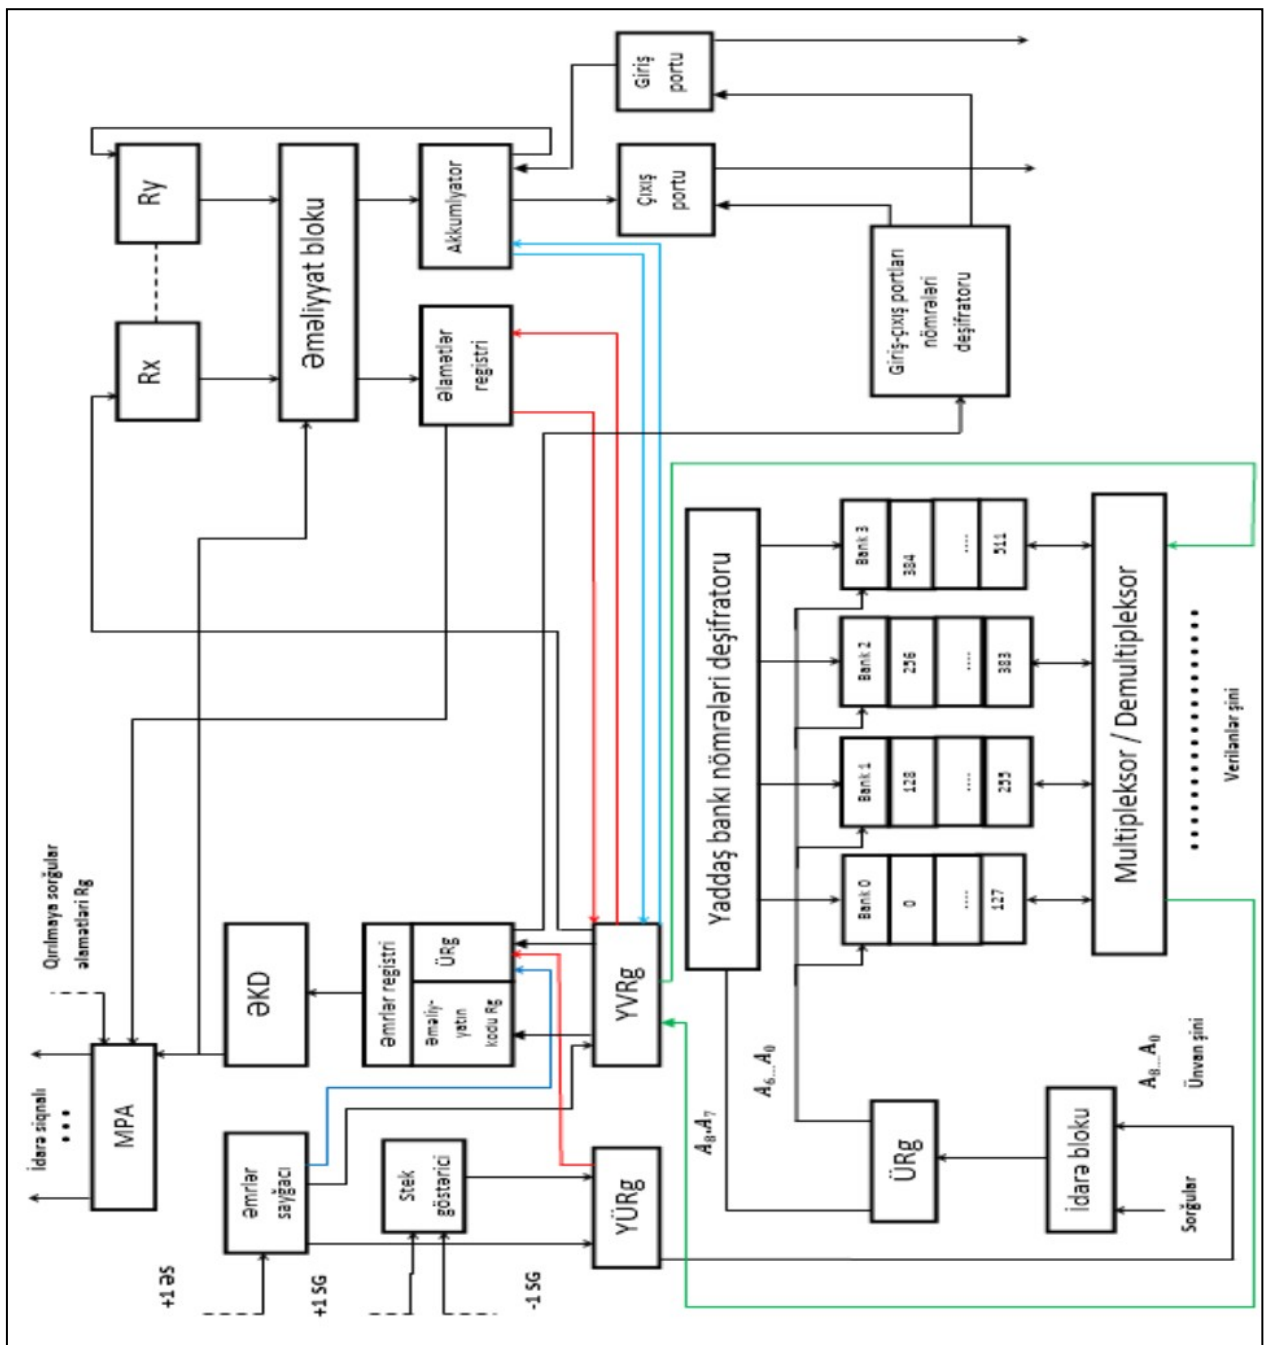 İdarə siqnalı
•••
MPA
Qırılmaya sorğular
əlamətləri Rg
+1 ƏS
Əmrlər
sayğacı
ƏKD
+1 SG
Stek
göstərici
-1 SG
Əmrlər registri
Əməliy-
yatın
kodu Rg
ÜRg
YÜRg
YVRg
Rx
Ry
Əməliyyat bloku
Əlamətlər
registri
Akkumlyator
Çıxış
portu
Giriş
portu
Giriş-çıxış portları
nömrələri
deşifratoru
Yaddaş bankı nömrələri deşifratoru
A8,A7
A6...A0
ÜRg
Bank 0
0
....
127
Bank 1
128
....
255
Bank 2
256
....
383
Bank 3
384
....
511
İdarə bloku
Multipleksor / Demultipleksor
A8...A0
Ünvan şini
Sorğular
Verilənlər şini